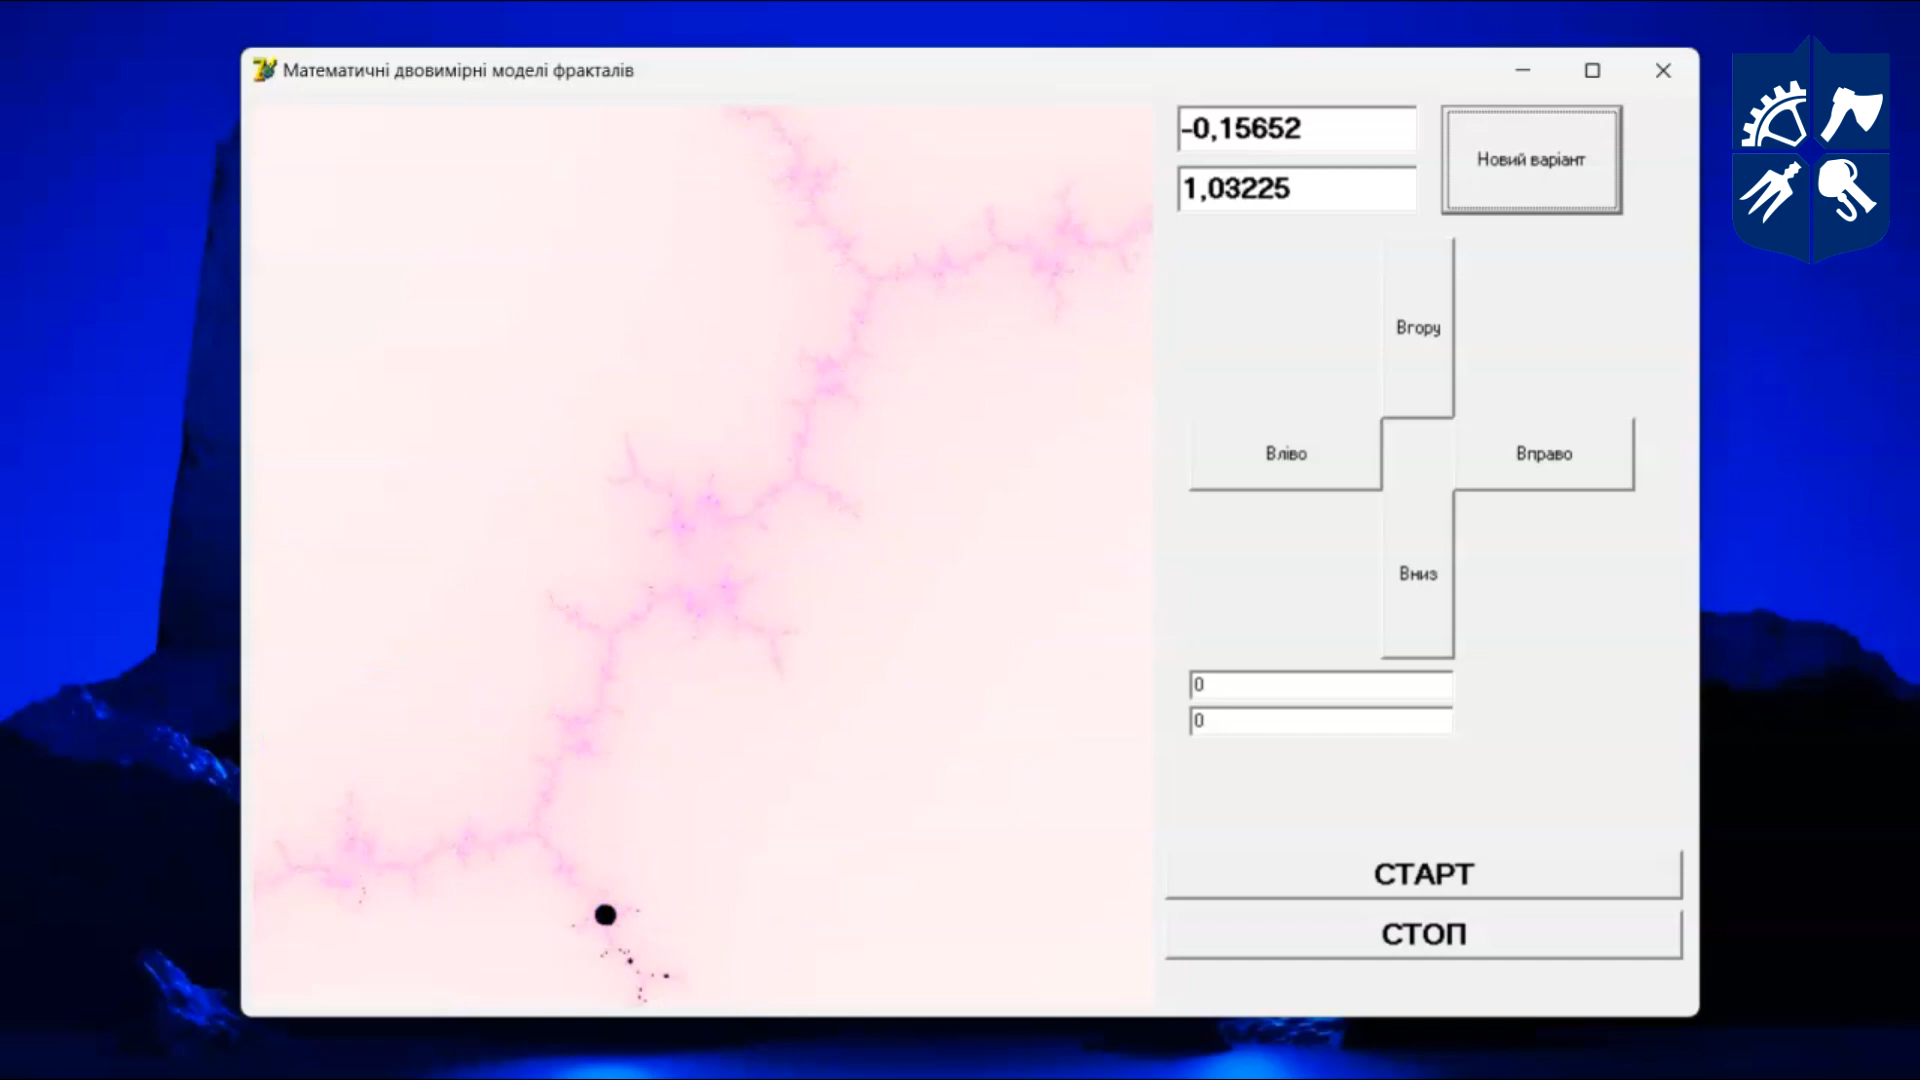 Математичні двовимірні моделі фракталів
-0,15652
1,03225
Новий варіант
Вгору
Вліво
Вправо
Вниз
0
0
СТАРТ
СТОП